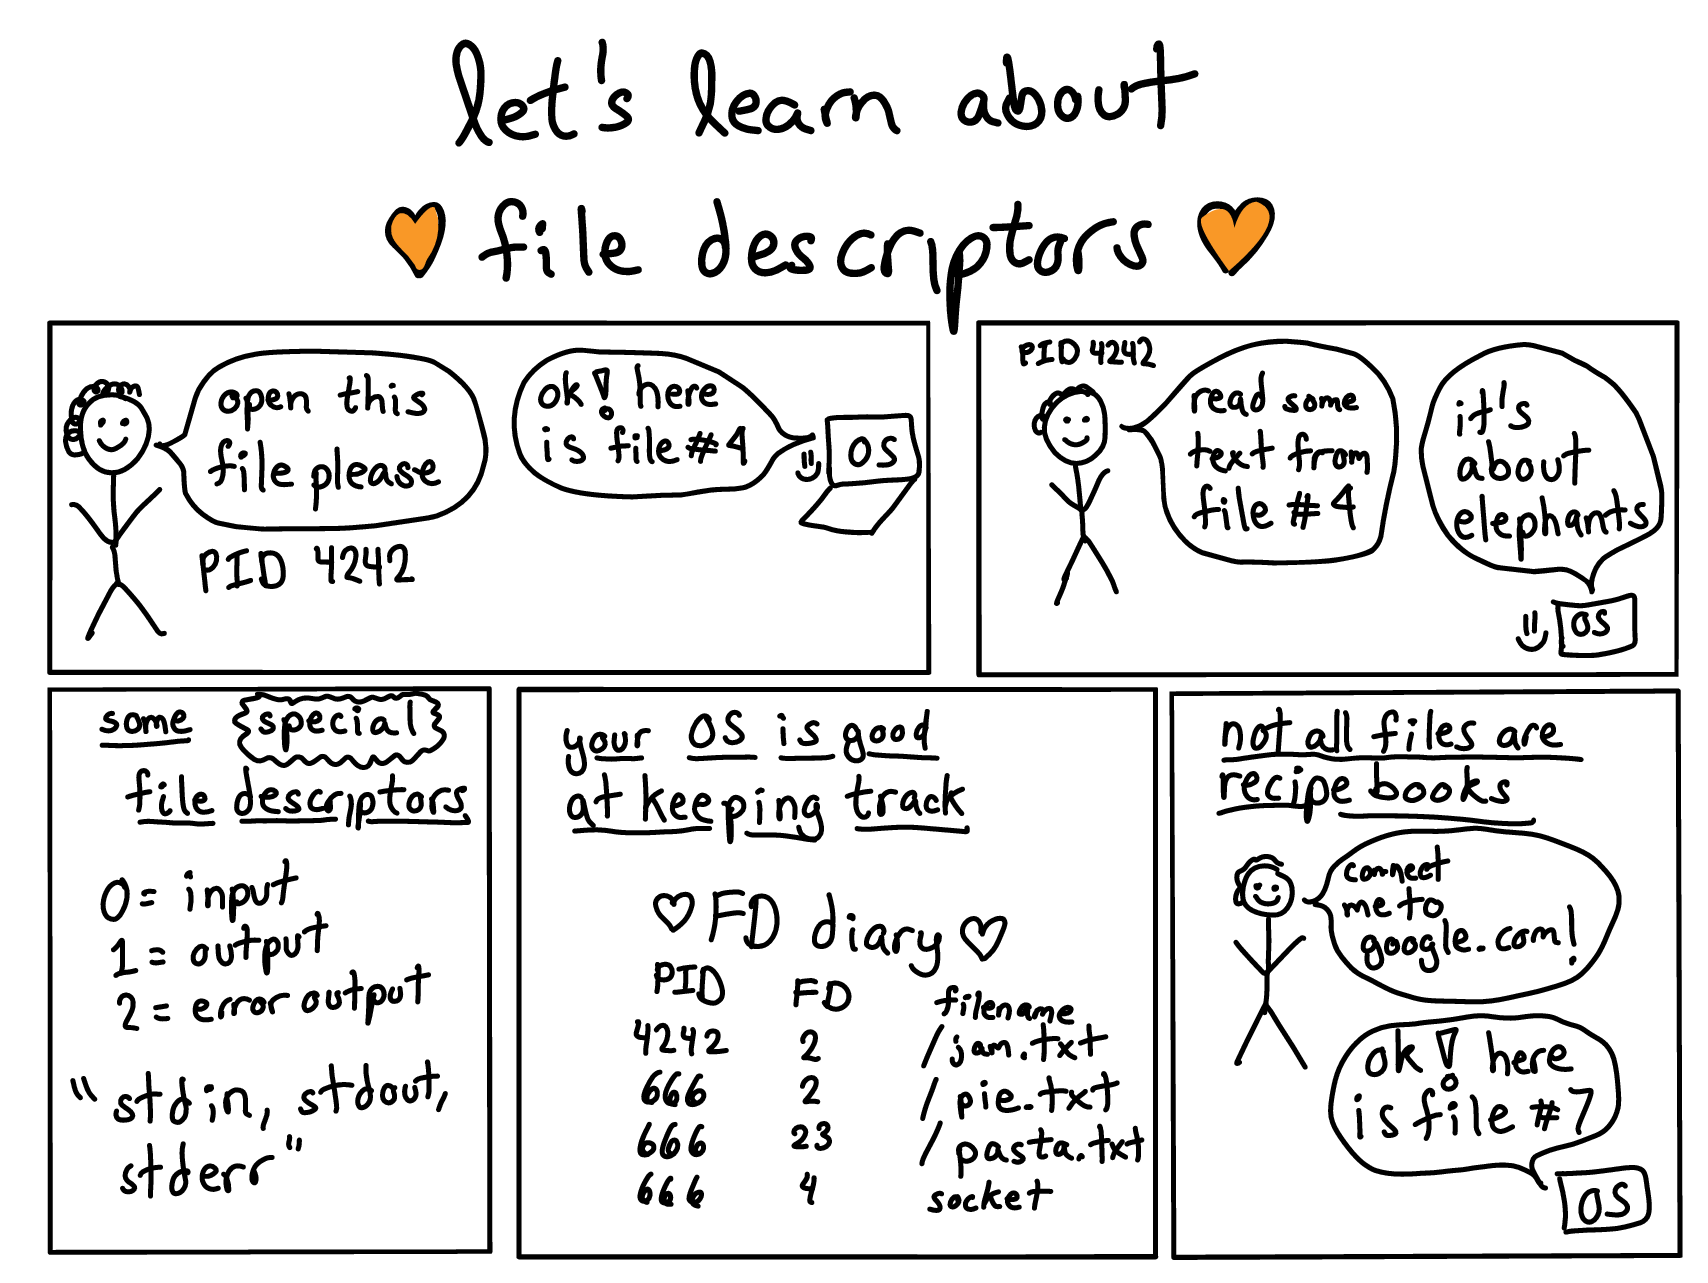 let's learn about
file descriptors
open this
file please
PID 4242
ok! here
is file #4
OS
PID 4242
read some
text from
file #4
it's
about
elephants
OS
some special
file descriptors
0 = input
1 = output
2 = error output
"stdin, stdout,
stderr"
your OS is good
at keeping track
FD diary
PID FD filename
4242 2 /jam.txt
666 2 /pie.txt
666 23 /pasta.txt
666 4 socket
not all files are
recipe books
connect
me to
google.com!
ok! here
is file #7
OS